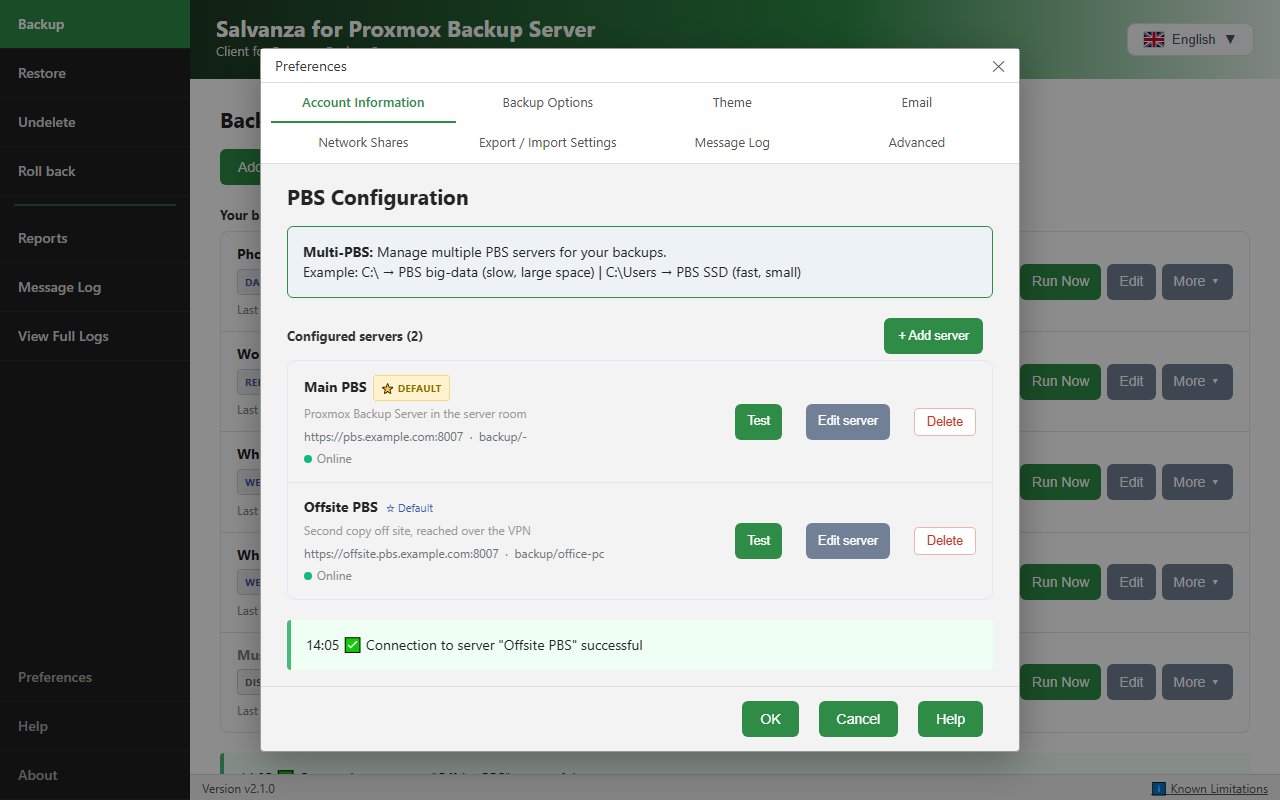 Backup
Restore
Undelete
Roll back
Reports
Message Log
View Full Logs
Preferences
Help
About
Salvanza for Proxmox Backup Server
English ▼
Preferences
Account Information
Backup Options
Theme
Email
Network Shares
Export / Import Settings
Message Log
Advanced
PBS Configuration
Multi-PBS: Manage multiple PBS servers for your backups.
Example: C:\ → PBS big-data (slow, large space) | C:\Users → PBS SSD (fast, small)
Configured servers (2)
+ Add server
Main PBS
⭐ DEFAULT
Proxmox Backup Server in the server room
https://pbs.example.com:8007 · backup/-
Online
Test
Edit server
Delete
Offsite PBS
☆ Default
Second copy off site, reached over the VPN
https://offsite.pbs.example.com:8007 · backup/office-pc
Online
Test
Edit server
Delete
14:05 ✅ Connection to server "Offsite PBS" successful
OK
Cancel
Help
Client
Your
Last
Run Now
Edit
More ▼
Last
Run Now
Edit
More ▼
Last
Run Now
Edit
More ▼
Last
Run Now
Edit
More ▼
Last
Run Now
Edit
More ▼
Version v2.1.0
Known Limitations